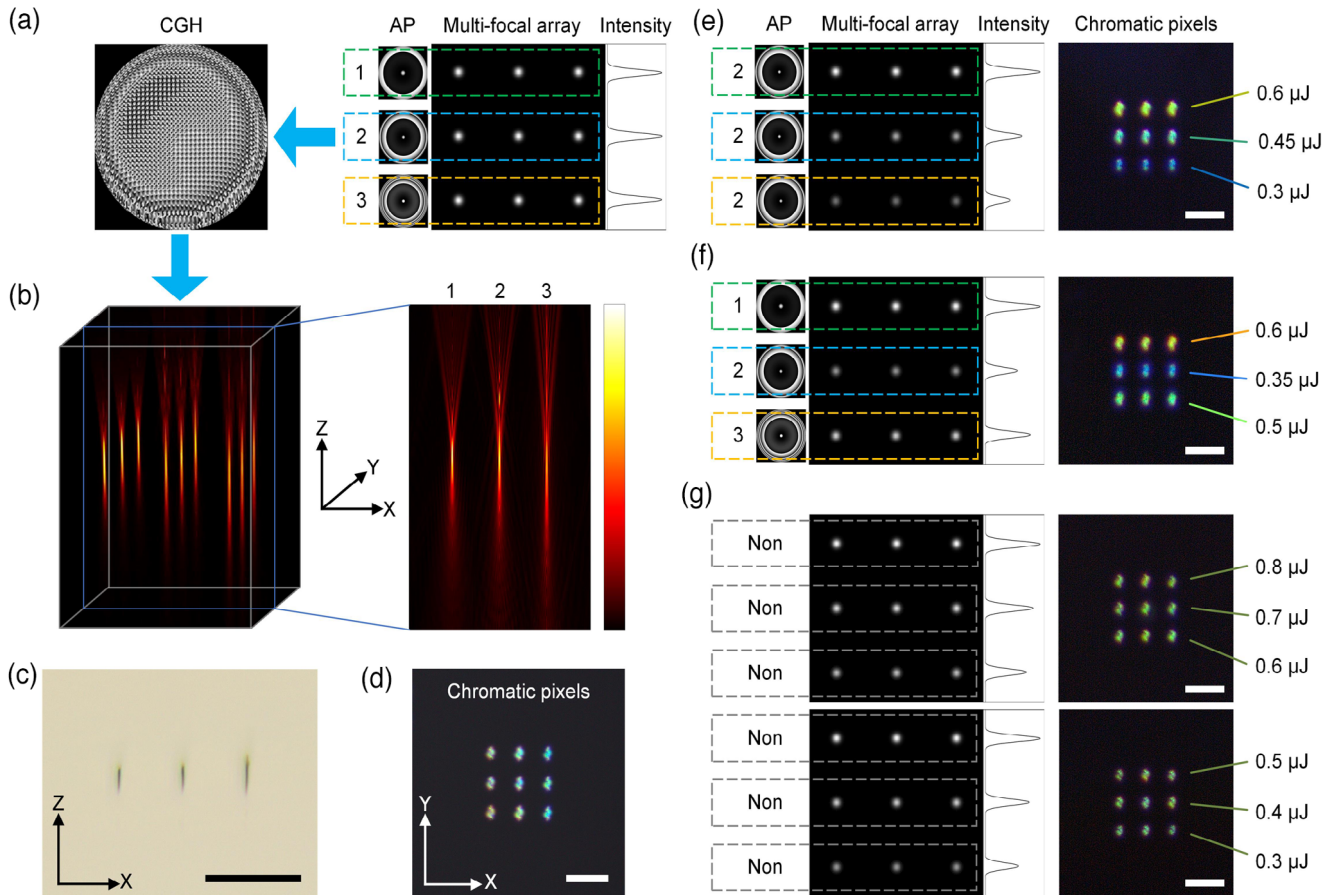 (a)
CGH
AP Multi-focal array Intensity
1
2
3
(b)
1 2 3
Z
Y
X
(c)
Z
X
(d)
Chromatic pixels
Y
X
(e)
AP Multi-focal array Intensity Chromatic pixels
2
2
2
0.6 μJ
0.45 μJ
0.3 μJ
(f)
1
2
3
0.6 μJ
0.35 μJ
0.5 μJ
(g)
Non
Non
Non
0.8 μJ
0.7 μJ
0.6 μJ
Non
Non
Non
0.5 μJ
0.4 μJ
0.3 μJ